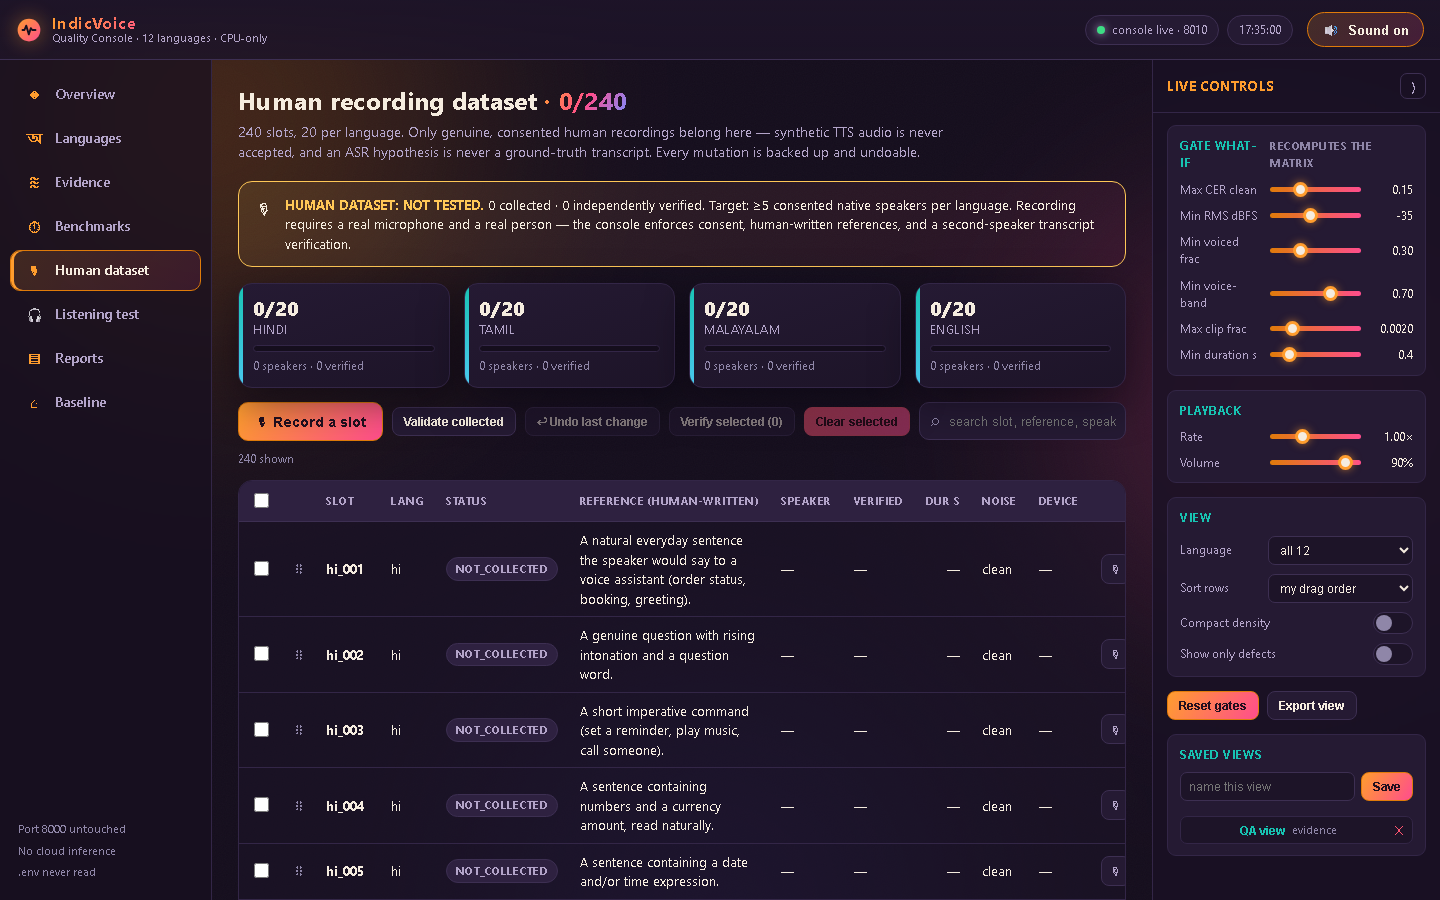 IndicVoice
Quality Console · 12 languages · CPU-only
console live · 8010
17:35:00
Sound on
Overview
Languages
Evidence
Benchmarks
Human dataset
Listening test
Reports
Baseline
Port 8000 untouched
No cloud inference
.env never read
Human recording dataset · 0/240
240 slots, 20 per language. Only genuine, consented human recordings belong here — synthetic TTS audio is never
accepted, and an ASR hypothesis is never a ground-truth transcript. Every mutation is backed up and undoable.
HUMAN DATASET: NOT TESTED. 0 collected · 0 independently verified. Target: ≥5 consented native speakers per language. Recording
requires a real microphone and a real person — the console enforces consent, human-written references, and a second-speaker transcript
verification.
0/20
HINDI
0 speakers · 0 verified
0/20
TAMIL
0 speakers · 0 verified
0/20
MALAYALAM
0 speakers · 0 verified
0/20
ENGLISH
0 speakers · 0 verified
Record a slot
Validate collected
↩ Undo last change
Verify selected (0)
Clear selected
search slot, reference, speak
240 shown
SLOT LANG STATUS REFERENCE (HUMAN-WRITTEN) SPEAKER VERIFIED DUR S NOISE DEVICE
hi_001 hi NOT_COLLECTED
A natural everyday sentence
the speaker would say to a
voice assistant (order status,
booking, greeting).
— — — clean —
hi_002 hi NOT_COLLECTED
A genuine question with rising
intonation and a question
word.
— — — clean —
hi_003 hi NOT_COLLECTED
A short imperative command
(set a reminder, play music,
call someone).
— — — clean —
hi_004 hi NOT_COLLECTED
A sentence containing
numbers and a currency
amount, read naturally.
— — — clean —
hi_005 hi NOT_COLLECTED
A sentence containing a date
and/or time expression.
— — — clean —
LIVE CONTROLS
⟩
GATE WHAT-
IF
RECOMPUTES THE
MATRIX
Max CER clean 0.15
Min RMS dBFS -35
Min voiced
frac
0.30
Min voice-
band
0.70
Max clip frac 0.0020
Min duration s 0.4
PLAYBACK
Rate 1.00×
Volume 90%
VIEW
Language all 12
Sort rows my drag order
Compact density
Show only defects
Reset gates
Export view
SAVED VIEWS
name this view
Save
QA view evidence ╳